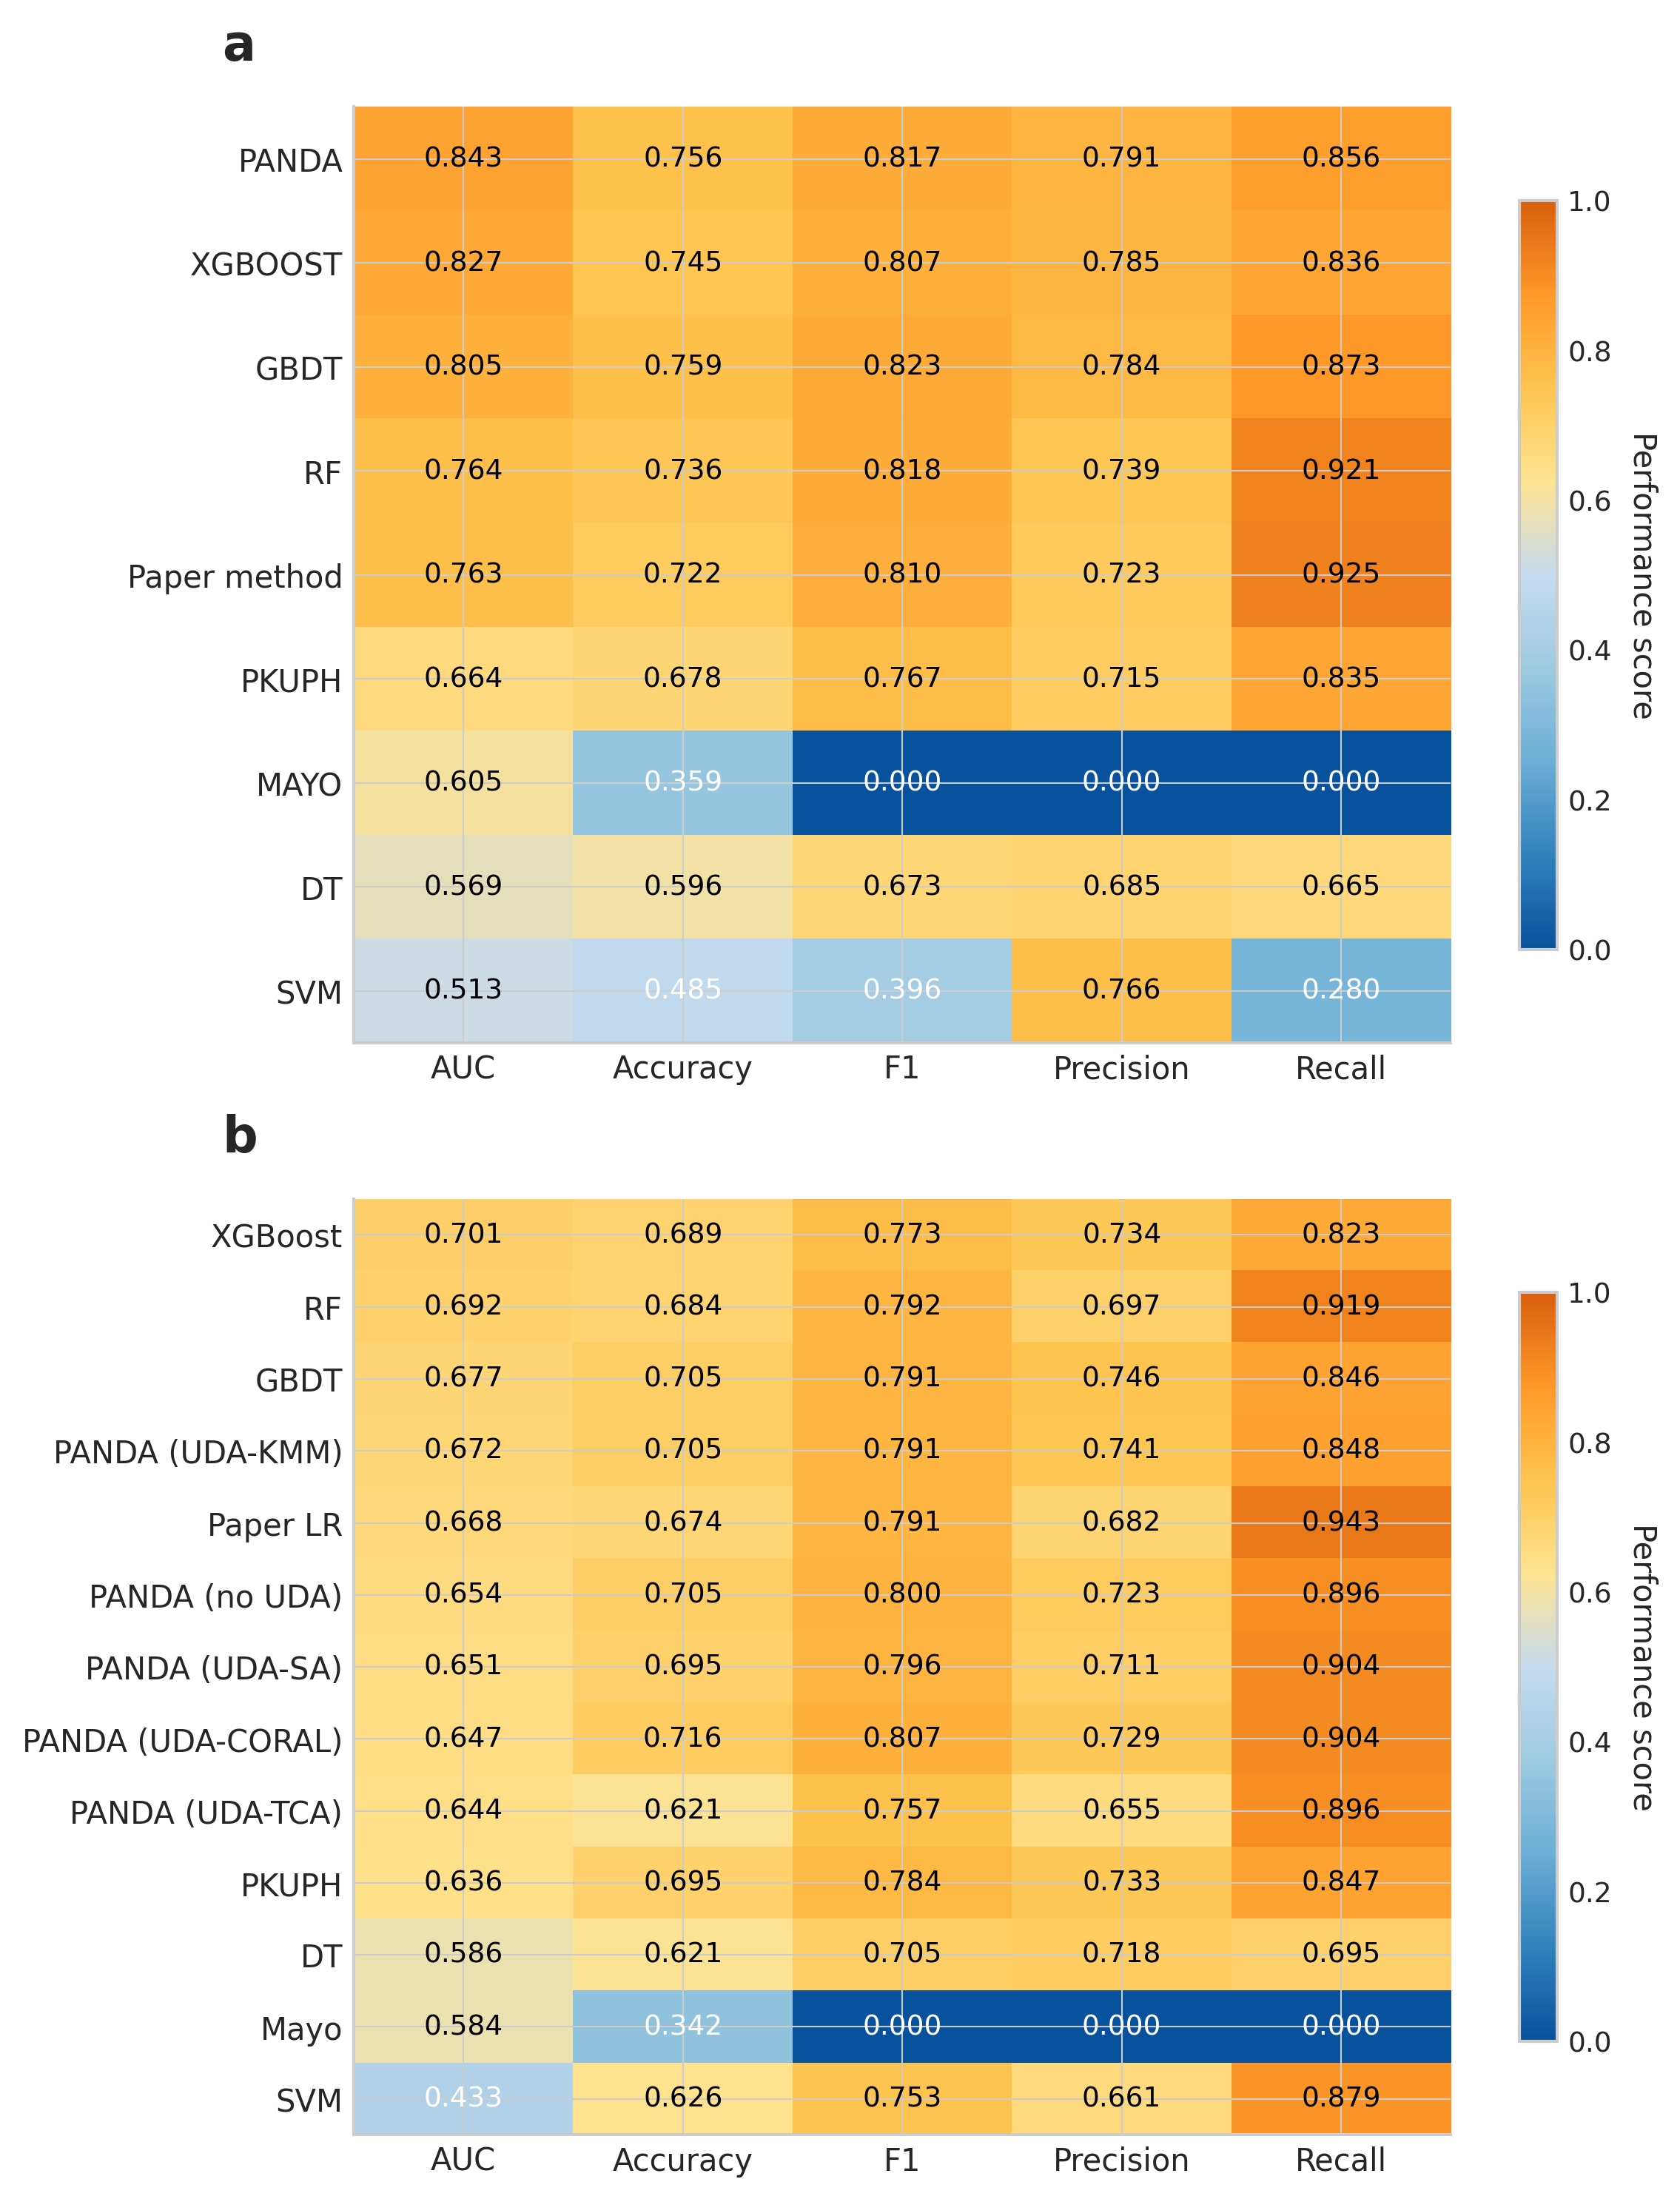 a
PANDA 0.843 0.756 0.817 0.791 0.856
XGBOOST 0.827 0.745 0.807 0.785 0.836
GBDT 0.805 0.759 0.823 0.784 0.873
RF 0.764 0.736 0.818 0.739 0.921
Paper method 0.763 0.722 0.810 0.723 0.925
PKUPH 0.664 0.678 0.767 0.715 0.835
MAYO 0.605 0.359 0.000 0.000 0.000
DT 0.569 0.596 0.673 0.685 0.665
SVM 0.513 0.485 0.396 0.766 0.280
AUC Accuracy F1 Precision Recall
1.0
0.8
0.6
0.4
0.2
0.0
Performance score
b
XGBoost 0.701 0.689 0.773 0.734 0.823
RF 0.692 0.684 0.792 0.697 0.919
GBDT 0.677 0.705 0.791 0.746 0.846
PANDA (UDA-KMM) 0.672 0.705 0.791 0.741 0.848
Paper LR 0.668 0.674 0.791 0.682 0.943
PANDA (no UDA) 0.654 0.705 0.800 0.723 0.896
PANDA (UDA-SA) 0.651 0.695 0.796 0.711 0.904
PANDA (UDA-CORAL) 0.647 0.716 0.807 0.729 0.904
PANDA (UDA-TCA) 0.644 0.621 0.757 0.655 0.896
PKUPH 0.636 0.695 0.784 0.733 0.847
DT 0.586 0.621 0.705 0.718 0.695
Mayo 0.584 0.342 0.000 0.000 0.000
SVM 0.433 0.626 0.753 0.661 0.879
AUC Accuracy F1 Precision Recall
1.0
0.8
0.6
0.4
0.2
0.0
Performance score